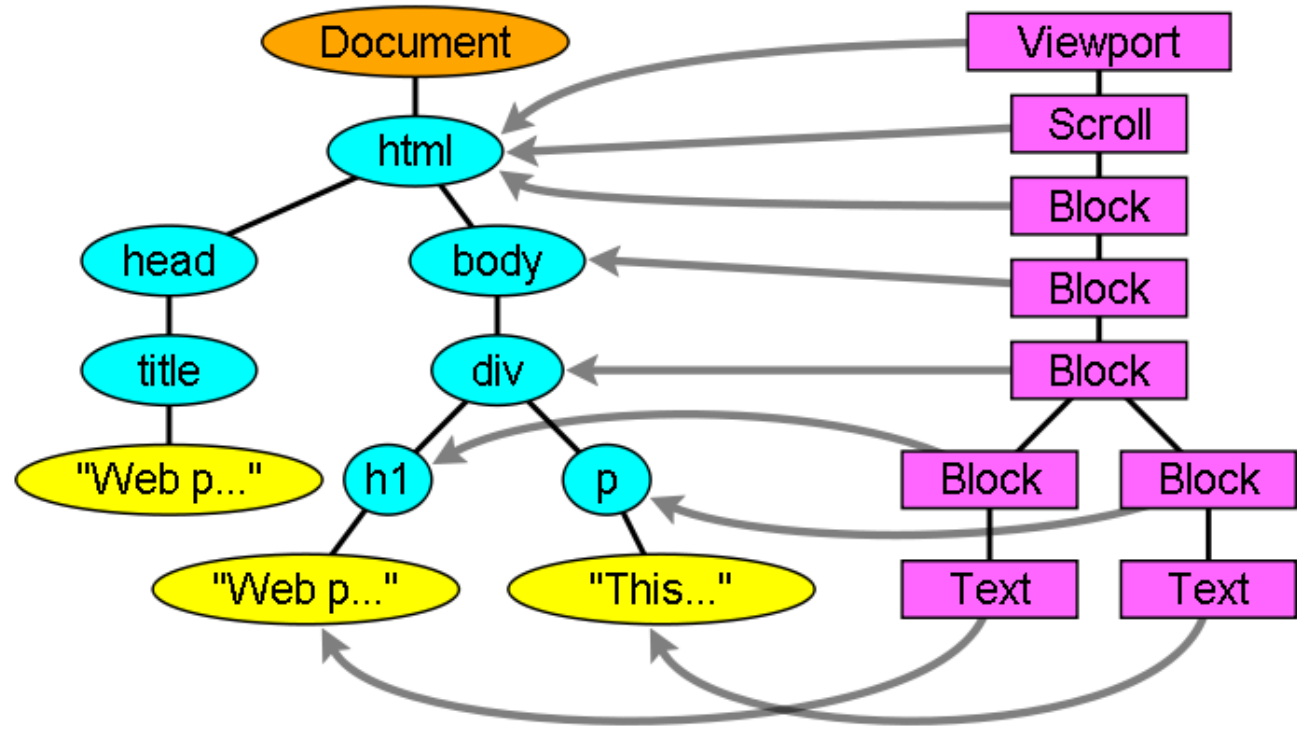 Document
Viewport
html
Scroll
Block
head
body
Block
title
div
Block
"Web p..."
h1
p
Block
Block
"Web p..."
"This..."
Text
Text